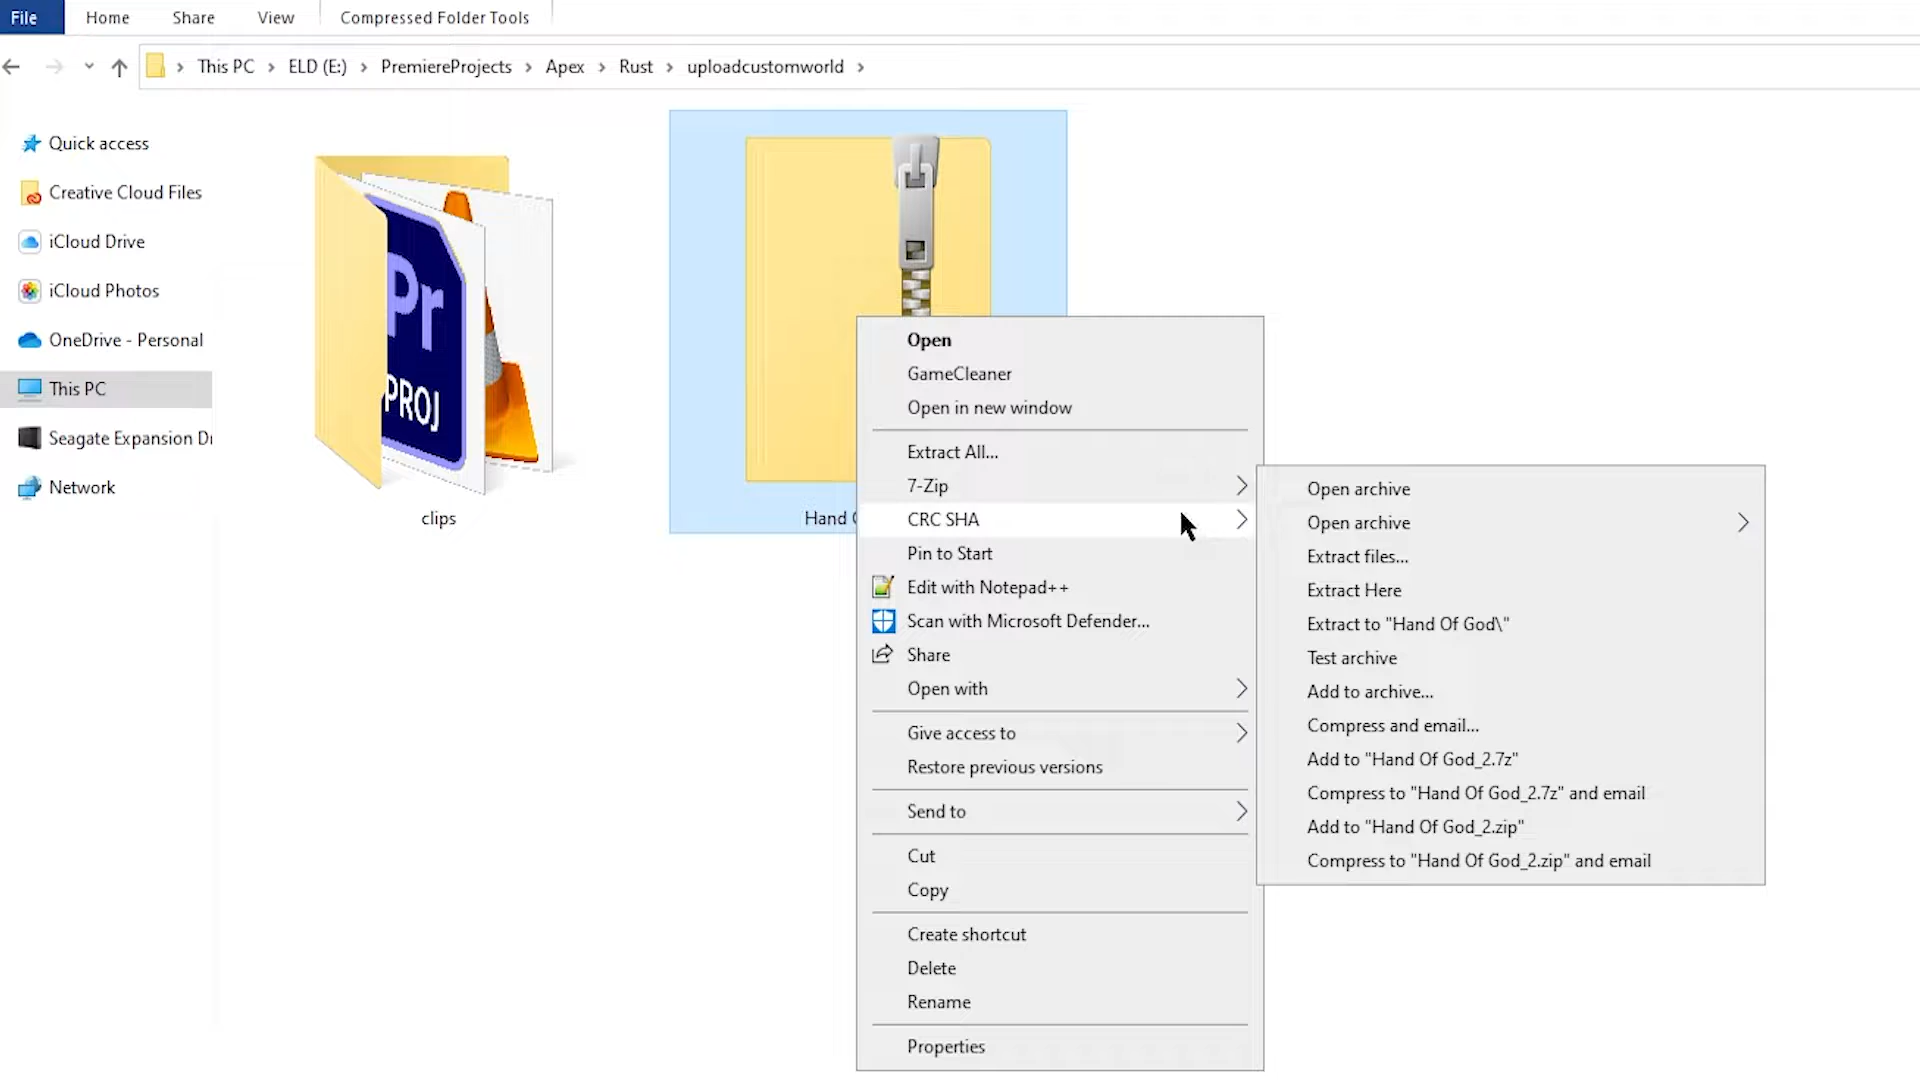 File Home Share View Compressed Folder Tools
This PC > ELD (E:) > PremiereProjects > Apex > Rust > uploadcustomworld >
Quick access
Creative Cloud Files
iCloud Drive
iCloud Photos
OneDrive - Personal
This PC
Seagate Expansion Dr
Network
Pr
PROJ
clips
Hand
Open
GameCleaner
Open in new window
Extract All...
7-Zip
CRC SHA
Pin to Start
Edit with Notepad++
Scan with Microsoft Defender...
Share
Open with
Give access to
Restore previous versions
Send to
Cut
Copy
Create shortcut
Delete
Rename
Properties
Open archive
Open archive
Extract files...
Extract Here
Extract to "Hand Of God\"
Test archive
Add to archive...
Compress and email...
Add to "Hand Of God_2.7z"
Compress to "Hand Of God_2.7z" and email
Add to "Hand Of God_2.zip"
Compress to "Hand Of God_2.zip" and email